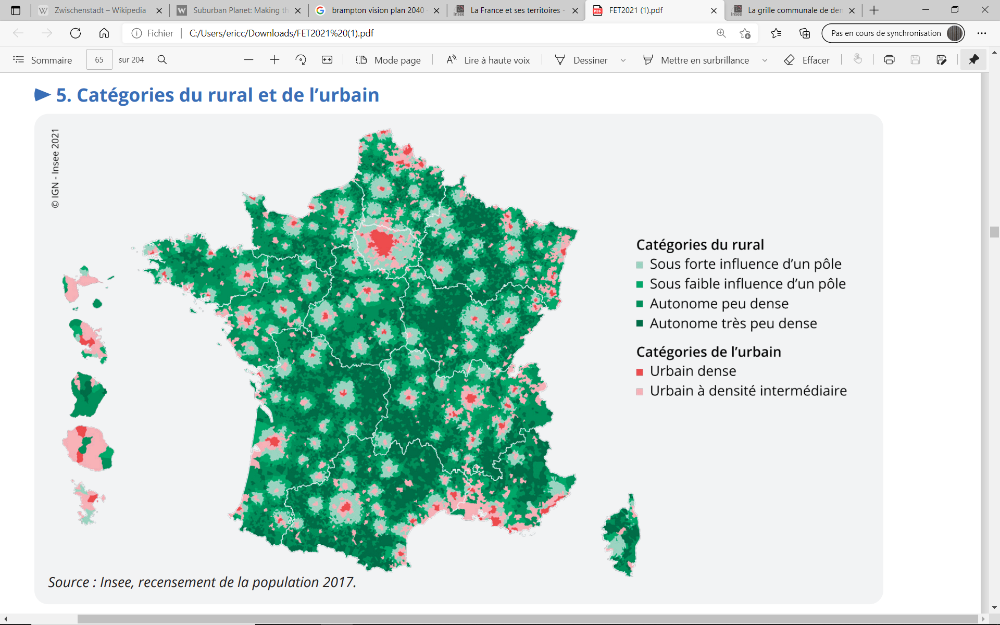 Zwischenstadt – Wikipedia
Suburban Planet: Making th
brampton vision plan 2040
La France et ses territoires -
FET2021 (1).pdf
La grille communale de den
Fichier
C:/Users/ericc/Downloads/FET2021%20(1).pdf
Pas en cours de synchronisation
Sommaire
65
sur 204
Mode page
Lire à haute voix
Dessiner
Mettre en surbrillance
Effacer
5. Catégories du rural et de l’urbain
© IGN - Insee 2021
Catégories du rural
Sous forte influence d’un pôle
Sous faible influence d’un pôle
Autonome peu dense
Autonome très peu dense
Catégories de l’urbain
Urbain dense
Urbain à densité intermédiaire
Source : Insee, recensement de la population 2017.